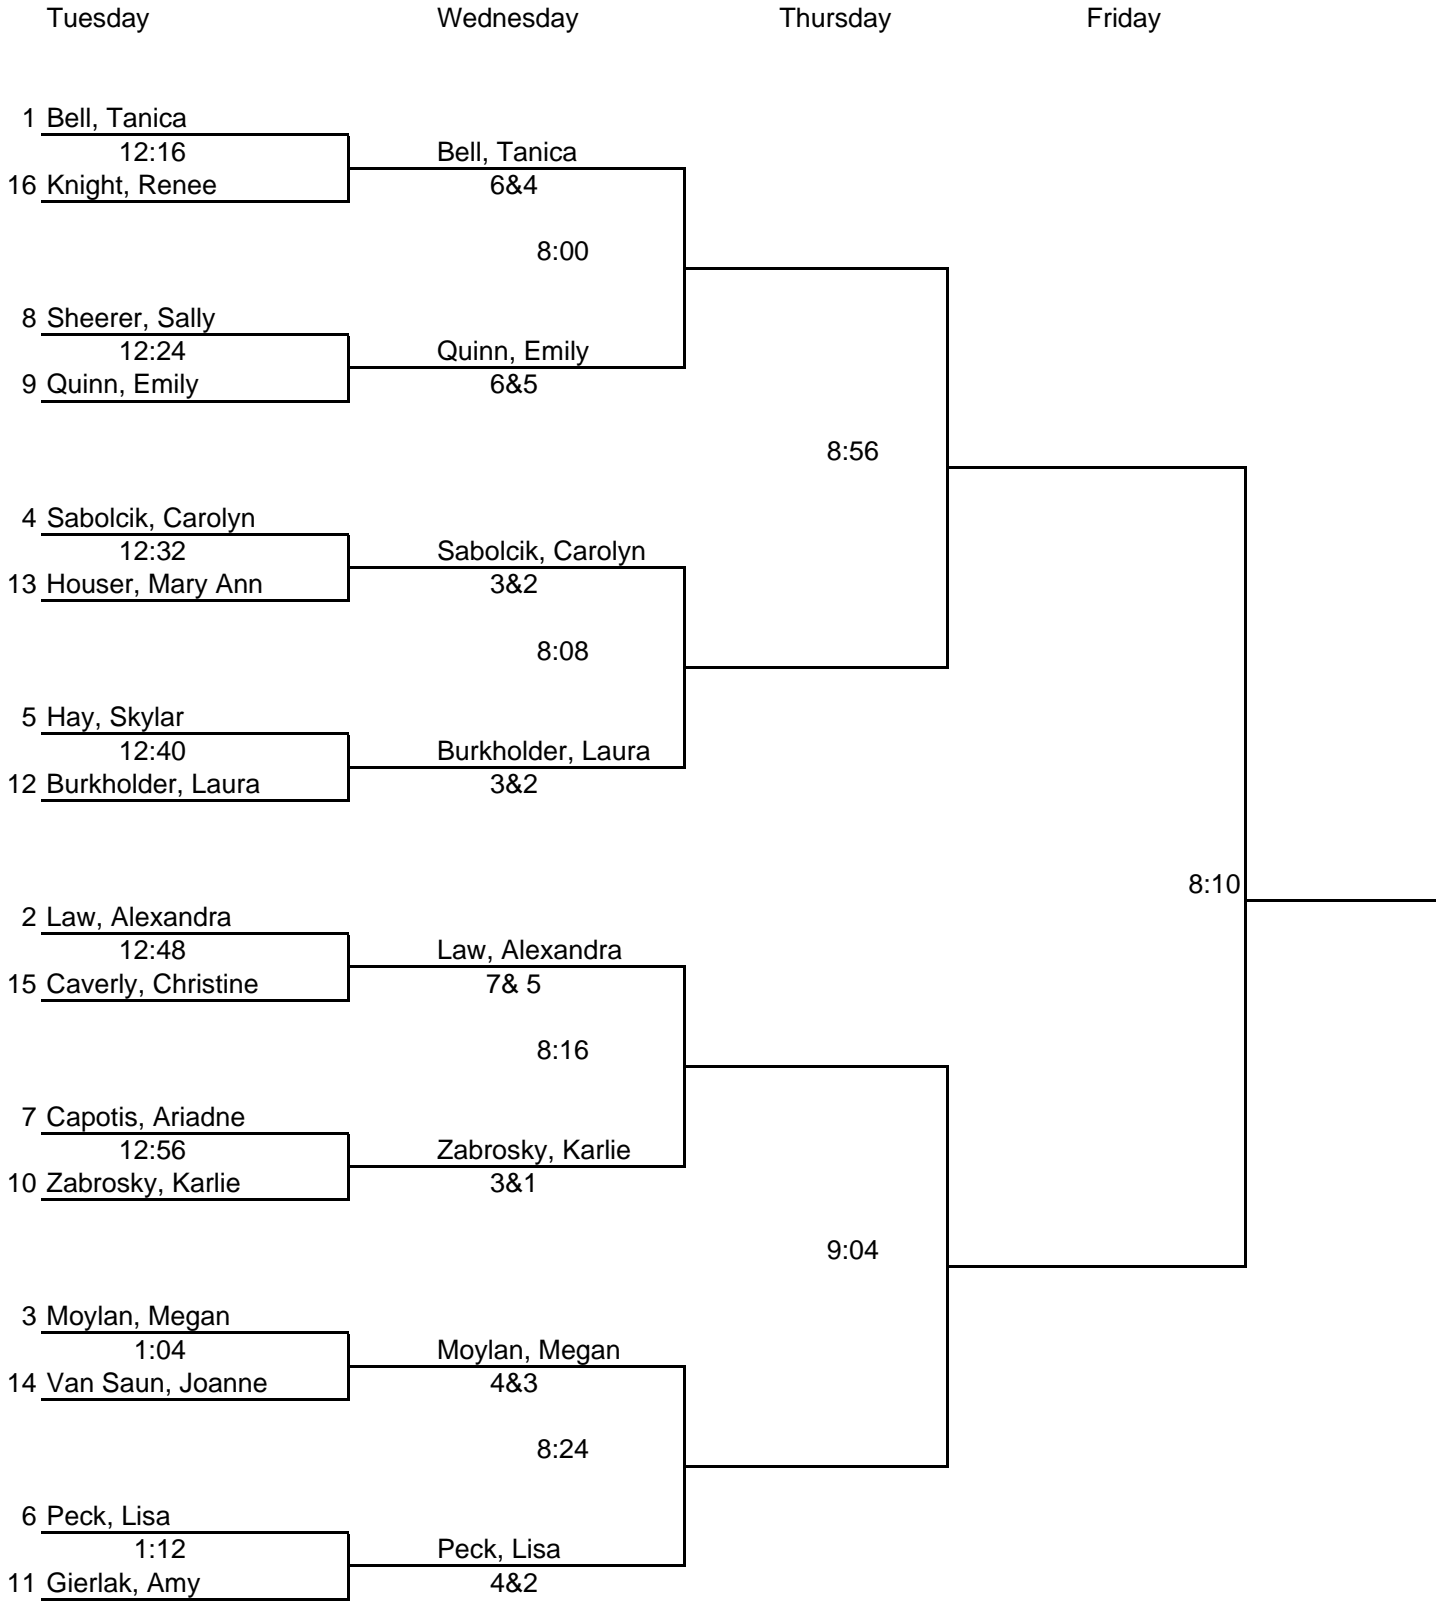 Tuesday Wednesday Thursday Friday
1 Bell, Tanica
12:16 Bell, Tanica
16 Knight, Renee 6&4
8:00
8 Sheerer, Sally
12:24 Quinn, Emily
9 Quinn, Emily 6&5
8:56
4 Sabolcik, Carolyn
12:32 Sabolcik, Carolyn
13 Houser, Mary Ann 3&2
8:08
5 Hay, Skylar
12:40 Burkholder, Laura
12 Burkholder, Laura 3&2
8:10
2 Law, Alexandra
12:48 Law, Alexandra
15 Caverly, Christine 7& 5
8:16
7 Capotis, Ariadne
12:56 Zabrosky, Karlie
10 Zabrosky, Karlie 3&1
9:04
3 Moylan, Megan
1:04 Moylan, Megan
14 Van Saun, Joanne 4&3
8:24
6 Peck, Lisa
1:12 Peck, Lisa
11 Gierlak, Amy 4&2